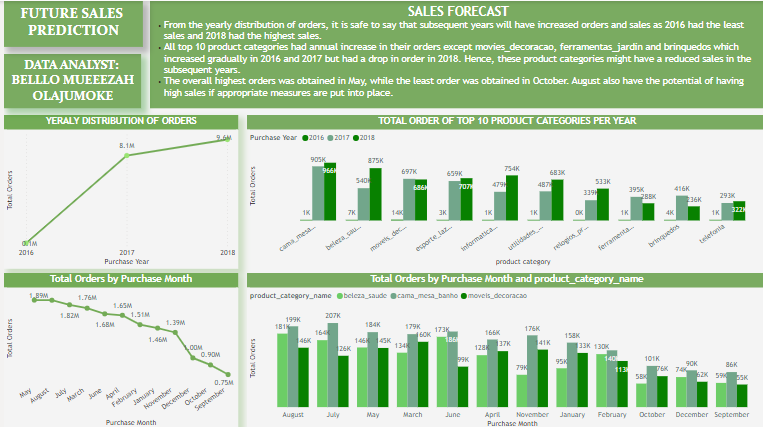 FUTURE SALES
PREDICTION
DATA ANALYST:
BELLLO MUEEEZAH
OLAJUMOKE
SALES FORECAST
• From the yearly distribution of orders, it is safe to say that subsequent years will have increased orders and sales as 2016 had the least
sales and 2018 had the highest sales.
• All top 10 product categories had annual increase in their orders except movies_decoracao, ferramentas_jardin and brinquedos which
increased gradually in 2016 and 2017 but had a drop in order in 2018. Hence, these product categories might have a reduced sales in the
subsequent years.
• The overall highest orders was obtained in May, while the least order was obtained in October. August also have the potential of having
high sales if appropriate measures are put into place.
YERALY DISTRIBUTION OF ORDERS
Total Orders
0.1M
8.1M
9.6M
2016 2017 2018
Purchase Year
TOTAL ORDER OF TOP 10 PRODUCT CATEGORIES PER YEAR
Purchase Year 2016 2017 2018
Total Orders
1K 905K 966K
7K 540K 875K
14K 697K 686K
3K 659K 707K
1K 479K 754K
1K 487K 683K
0K 339K 533K
1K 395K 288K
4K 416K 236K
1K 293K 322K
cama_mesa... beleza_sau... moveis_dec... esporte_laz... informatica... utilidades_... relogios_pr... ferramenta... brinquedos telefonia
product category
Total Orders by Purchase Month
Total Orders
1.89M 1.82M 1.76M 1.68M 1.65M 1.51M 1.46M 1.39M 1.00M 0.90M 0.75M
May August July March June April February January November December October September
Purchase Month
Total Orders by Purchase Month and product_category_name
product_category_name beleza_saude cama_mesa_banho moveis_decoracao
Total Orders
181K 199K 146K
164K 207K 126K
146K 184K 145K
134K 179K 160K
173K 186K 99K
128K 166K 137K
79K 176K 141K
95K 158K 133K
130K 140K 113K
58K 101K 76K
74K 90K 62K
59K 86K 55K
August July May March June April November January February October December September
Purchase Month